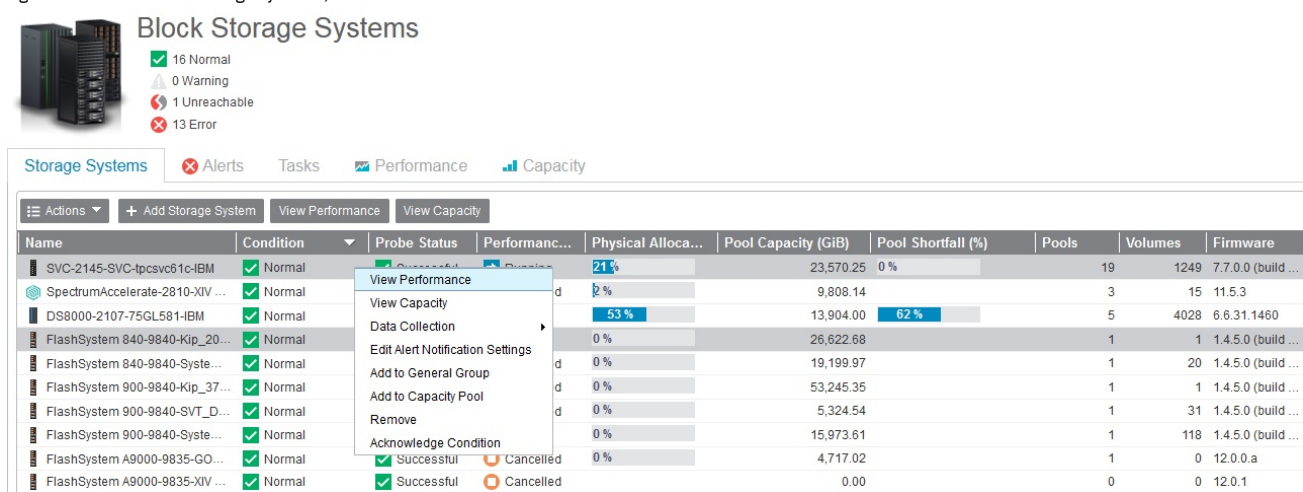 Block Storage Systems
16 Normal
0 Warning
1 Unreachable
13 Error
Storage Systems Alerts Tasks Performance Capacity
Actions + Add Storage System View Performance View Capacity
Name Condition Probe Status Performanc... Physical Alloca... Pool Capacity (GiB) Pool Shortfall (%) Pools Volumes Firmware
SVC-2145-SVC-tpcsvc61c-IBM Normal 21 % 23,570.25 0 % 19 1249 7.7.0.0 (build ...
View Performance
SpectrumAccelerate-2810-XIV ... Normal d 2 % 9,808.14 3 15 11.5.3
View Capacity
DS8000-2107-75GL581-IBM Normal 53 % 13,904.00 62 % 5 4028 6.6.31.1460
Data Collection
FlashSystem 840-9840-Kip_20... Normal 0 % 26,622.68 1 1 1.4.5.0 (build ...
Edit Alert Notification Settings
FlashSystem 840-9840-Syste... Normal d 0 % 19,199.97 1 20 1.4.5.0 (build ...
Add to General Group
FlashSystem 900-9840-Kip_37... Normal d 0 % 53,245.35 1 1 1.4.5.0 (build ...
Add to Capacity Pool
FlashSystem 900-9840-SVT_D... Normal d 0 % 5,324.54 1 31 1.4.5.0 (build ...
Remove
FlashSystem 900-9840-Syste... Normal 0 % 15,973.61 1 118 1.4.5.0 (build ...
Acknowledge Condition
FlashSystem A9000-9835-GO... Normal Successful Cancelled 0 % 4,717.02 1 0 12.0.0.a
FlashSystem A9000-9835-XIV ... Normal Successful Cancelled 0.00 0 0 12.0.1